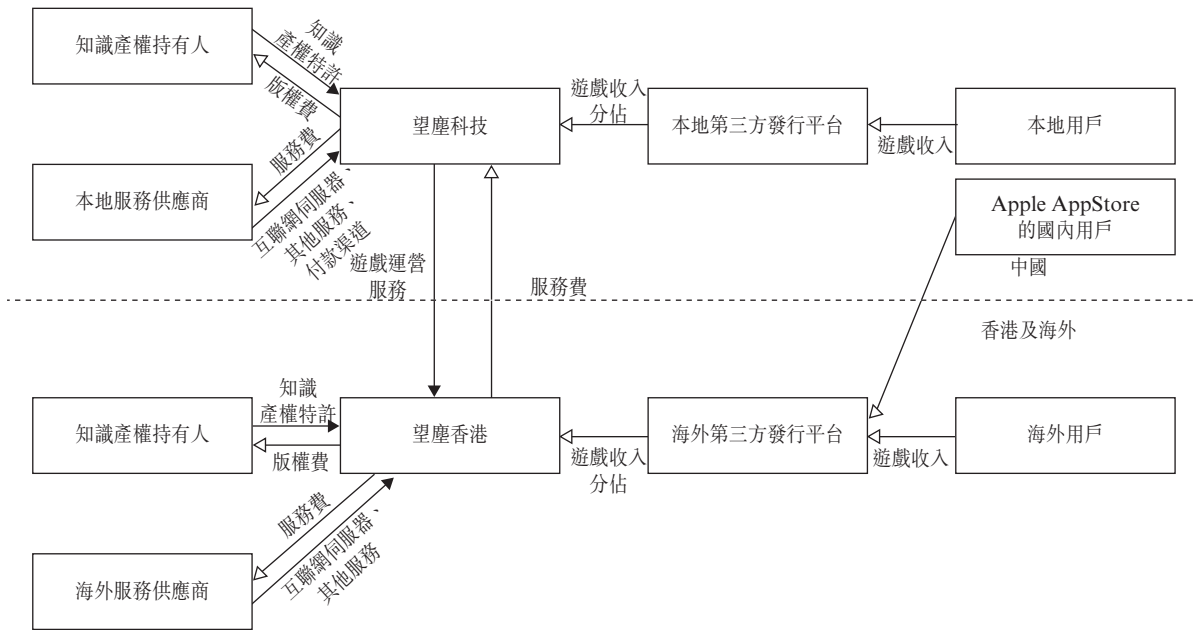 知識產權持有人
知識
產權特許
版權費
望塵科技
遊戲收入
分佔
本地第三方發行平台
遊戲收入
本地用戶
服務費
本地服務供應商
互聯網伺服器、
其他服務、
付款渠道
Apple AppStore
的國內用戶
中國
遊戲運營
服務
服務費
香港及海外
知識產權持有人
知識
產權特許
版權費
望塵香港
遊戲收入
分佔
海外第三方發行平台
遊戲收入
海外用戶
服務費
互聯網伺服器、
其他服務
海外服務供應商